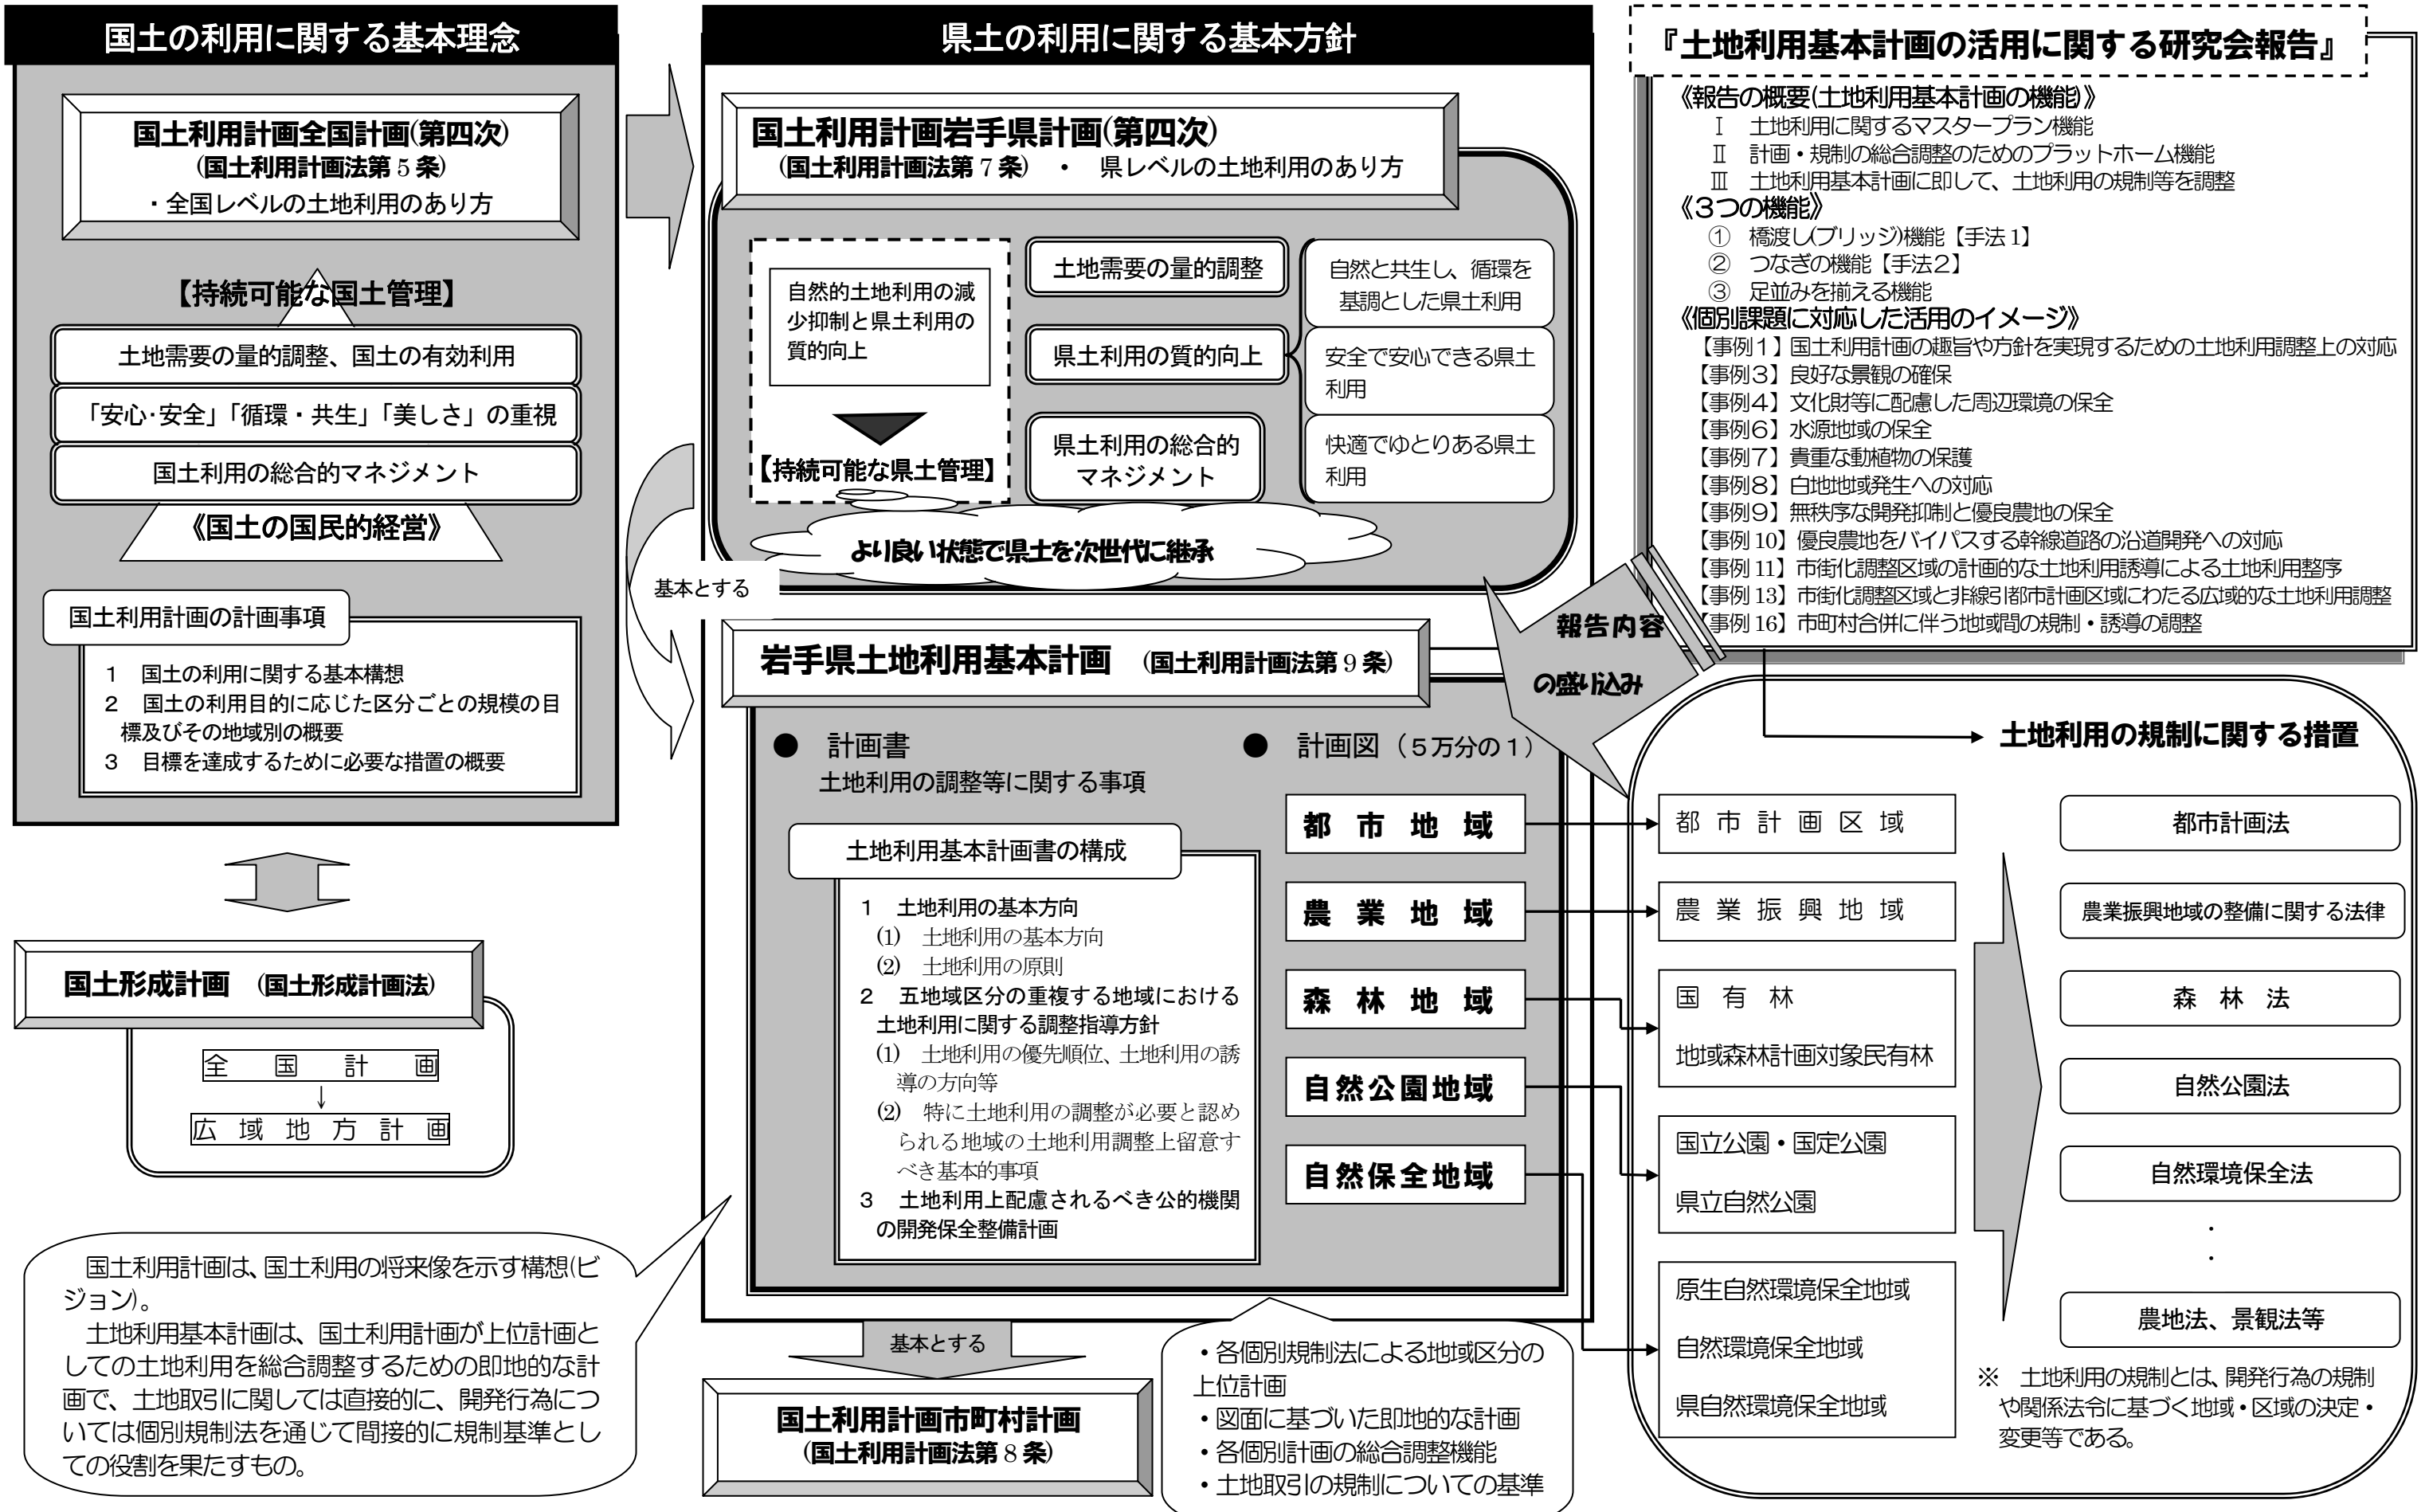 国土の利用に関する基本理念
国土利用計画全国計画(第四次)
(国土利用計画法第5条)
・全国レベルの土地利用のあり方
【持続可能な国土管理】
土地需要の量的調整、国土の有効利用
「安心・安全」「循環・共生」「美しさ」の重視
国土利用の総合的マネジメント
《国土の国民的経営》
国土利用計画の計画事項
1 国土の利用に関する基本構想
2 国土の利用目的に応じた区分ごとの規模の目
標及びその地域別の概要
3 目標を達成するために必要な措置の概要
国土形成計画 (国土形成計画法)
全国計画
↓
広域地方計画
国土利用計画は、国土利用の将来像を示す構想(ビ
ジョン)。
土地利用基本計画は、国土利用計画が上位計画と
しての土地利用を総合調整するための即地的な計
画で、土地取引に関しては直接的に、開発行為につ
いては個別規制法を通じて間接的に規制基準とし
ての役割を果たすもの。
県土の利用に関する基本方針
国土利用計画岩手県計画(第四次)
(国土利用計画法第7条) ・ 県レベルの土地利用のあり方
自然的土地利用の減
少抑制と県土利用の
質的向上
【持続可能な県土管理】
土地需要の量的調整
県土利用の質的向上
県土利用の総合的
マネジメント
自然と共生し、循環を
基調とした県土利用
安全で安心できる県土
利用
快適でゆとりある県土
利用
より良い状態で県土を次世代に継承
基本とする
岩手県土地利用基本計画 (国土利用計画法第9条)
● 計画書
土地利用の調整等に関する事項
土地利用基本計画書の構成
1 土地利用の基本方向
(1) 土地利用の基本方向
(2) 土地利用の原則
2 五地域区分の重複する地域における
土地利用に関する調整指導方針
(1) 土地利用の優先順位、土地利用の誘
導の方向等
(2) 特に土地利用の調整が必要と認め
られる地域の土地利用調整上留意す
べき基本的事項
3 土地利用上配慮されるべき公的機関
の開発保全整備計画
● 計画図(5万分の1)
都市地域
農業地域
森林地域
自然公園地域
自然保全地域
基本とする
国土利用計画市町村計画
(国土利用計画法第8条)
・各個別規制法による地域区分の
上位計画
・図面に基づいた即地的な計画
・各個別計画の総合調整機能
・土地取引の規制についての基準
『土地利用基本計画の活用に関する研究会報告』
《報告の概要(土地利用基本計画の機能)》
Ⅰ 土地利用に関するマスタープラン機能
Ⅱ 計画・規制の総合調整のためのプラットホーム機能
Ⅲ 土地利用基本計画に即して、土地利用の規制等を調整
《3つの機能》
① 橋渡し(ブリッジ)機能【手法1】
② つなぎの機能【手法2】
③ 足並みを揃える機能
《個別課題に対応した活用のイメージ》
【事例1】国土利用計画の趣旨や方針を実現するための土地利用調整上の対応
【事例3】良好な景観の確保
【事例4】文化財等に配慮した周辺環境の保全
【事例6】水源地域の保全
【事例7】貴重な動植物の保護
【事例8】白地地域発生への対応
【事例9】無秩序な開発抑制と優良農地の保全
【事例10】優良農地をバイパスする幹線道路の沿道開発への対応
【事例11】市街化調整区域の計画的な土地利用誘導による土地利用整序
【事例13】市街化調整区域と非線引都市計画区域にわたる広域的な土地利用調整
【事例16】市町村合併に伴う地域間の規制・誘導の調整
報告内容
の盛り込み
土地利用の規制に関する措置
都市計画区域
農業振興地域
国有林
地域森林計画対象民有林
国立公園・国定公園
県立自然公園
原生自然環境保全地域
自然環境保全地域
県自然環境保全地域
都市計画法
農業振興地域の整備に関する法律
森林法
自然公園法
自然環境保全法
・
・
農地法、景観法等
※ 土地利用の規制とは、開発行為の規制
や関係法令に基づく地域・区域の決定・
変更等である。